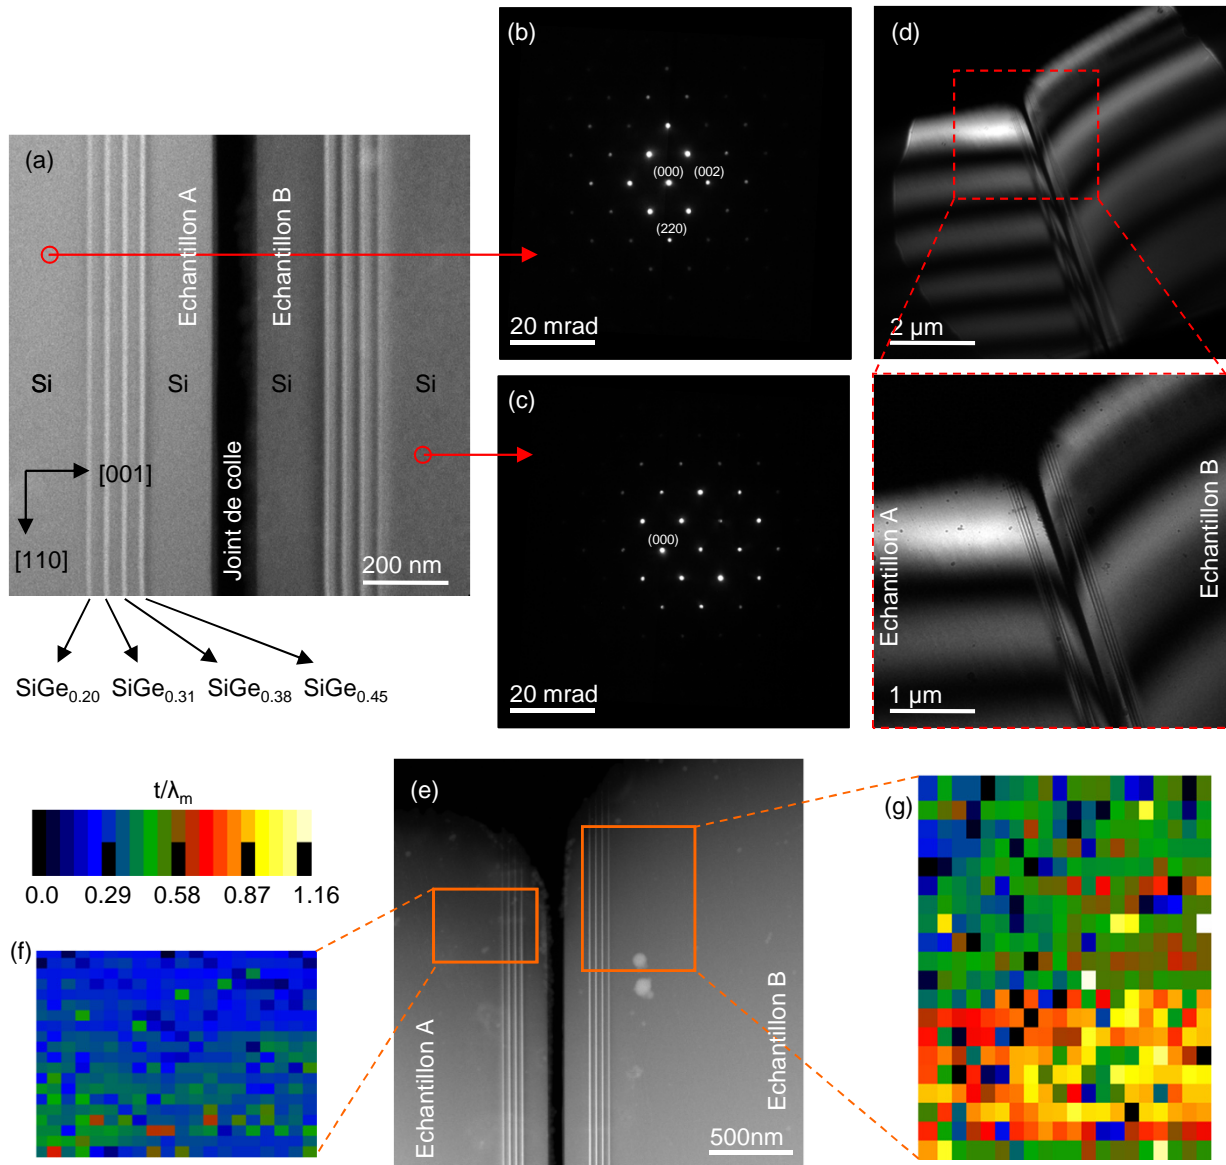 (a)
Echantillon A
Echantillon B
Si
Si
Si
Si
[001]
[110]
Joint de colle
200 nm
SiGe0.20
SiGe0.31
SiGe0.38
SiGe0.45
(b)
(000)
(002)
(220)
20 mrad
(c)
(000)
20 mrad
(d)
2 µm
Echantillon A
Echantillon B
1 µm
t/λm
0.0
0.29
0.58
0.87
1.16
(e)
Echantillon A
Echantillon B
500nm
(f)
(g)